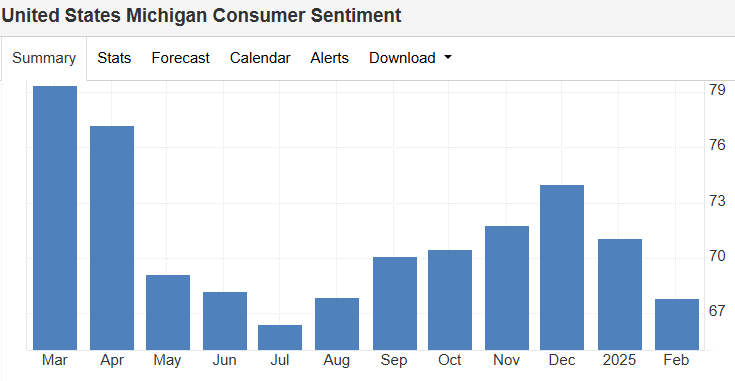 United States Michigan Consumer Sentiment
Summary Stats Forecast Calendar Alerts Download
79
76
73
70
67
Mar Apr May Jun Jul Aug Sep Oct Nov Dec 2025 Feb